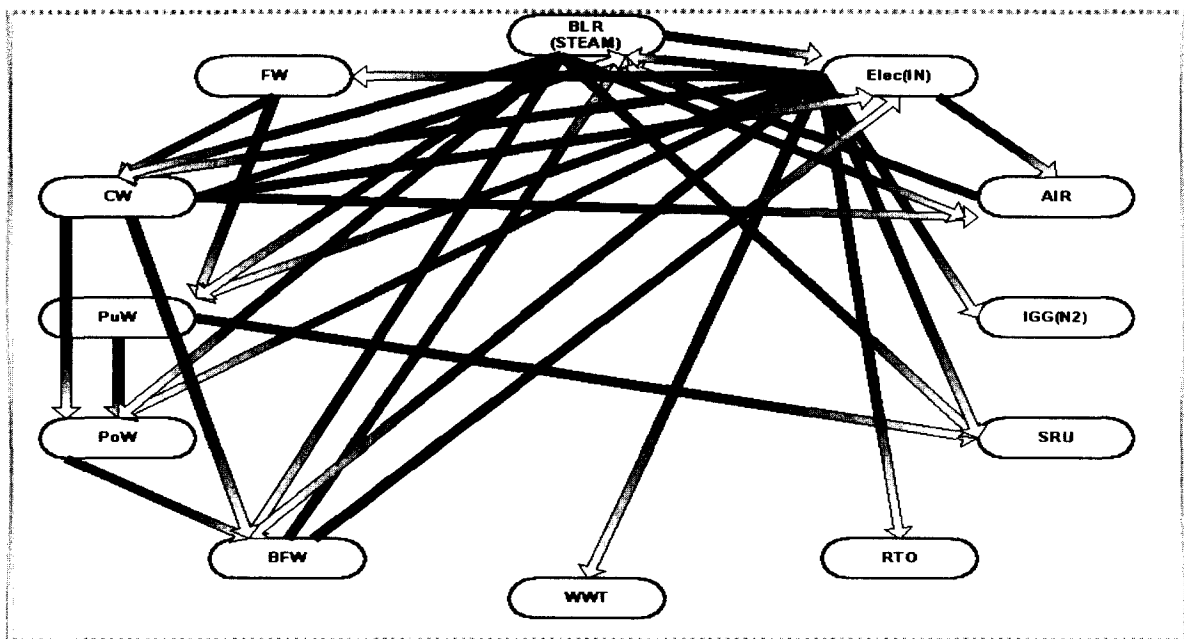 BLR
(STEAM)
FW
Elec(IN)
CW
AIR
PuW
IGG(N2)
PoW
SRU
BFW
RTO
WWT